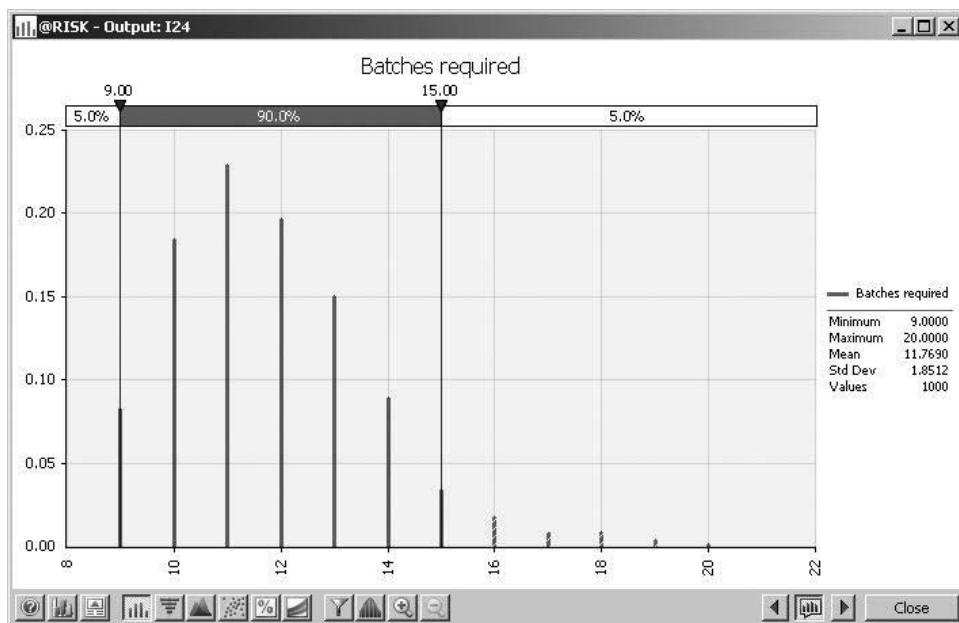 @RISK - Output: I24
Batches required
9.00 15.00
5.0% 90.0% 5.0%
0.25
0.20
0.15
0.10
0.05
0.00
8 10 12 14 16 18 20 22
Batches required
Minimum 9.0000
Maximum 20.0000
Mean 11.7690
Std Dev 1.8512
Values 1000
Close